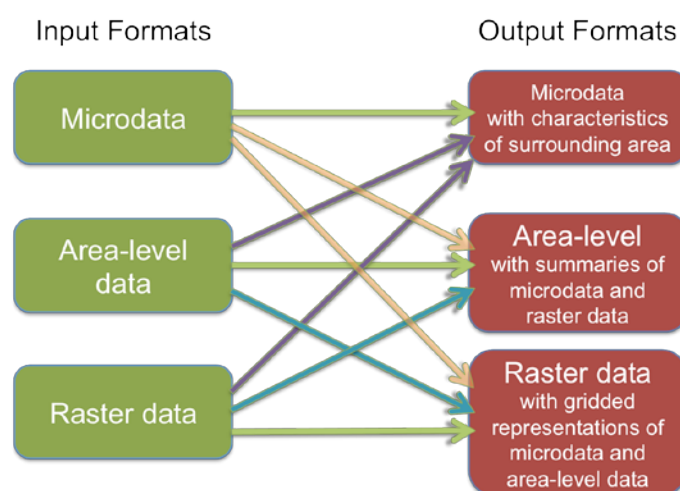 Input Formats
Output Formats
Microdata
Area-level
data
Raster data
Microdata
with characteristics
of surrounding area
Area-level
with summaries of
microdata and
raster data
Raster data
with gridded
representations of
microdata and
area-level data